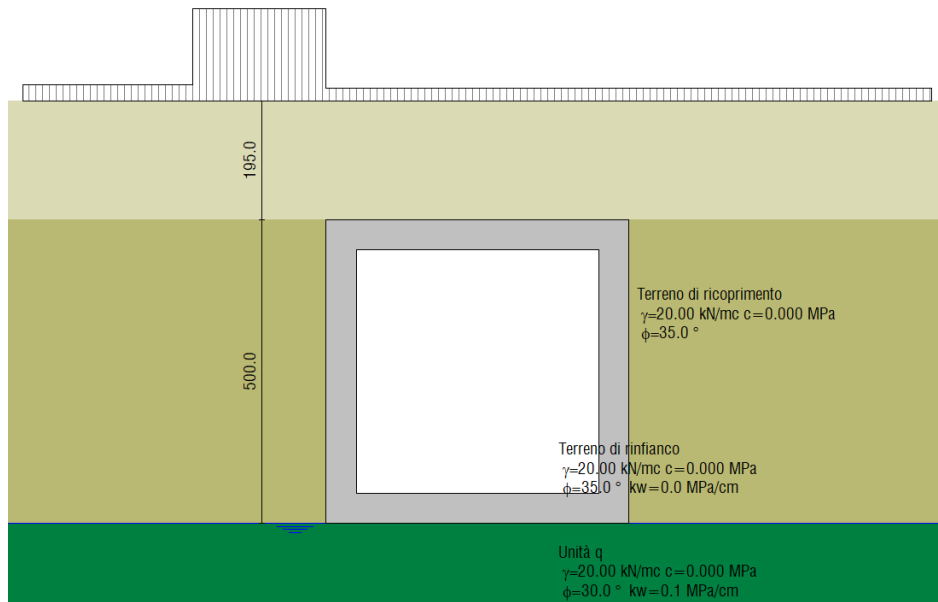 195.0
Terreno di ricoprimento
γ=20.00 kN/mc c=0.000 MPa
ϕ=35.0 °
500.0
Terreno di rinfianco
γ=20.00 kN/mc c=0.000 MPa
ϕ=35.0 ° kw=0.0 MPa/cm
Unità q
γ=20.00 kN/mc c=0.000 MPa
ϕ=30.0 ° kw=0.1 MPa/cm